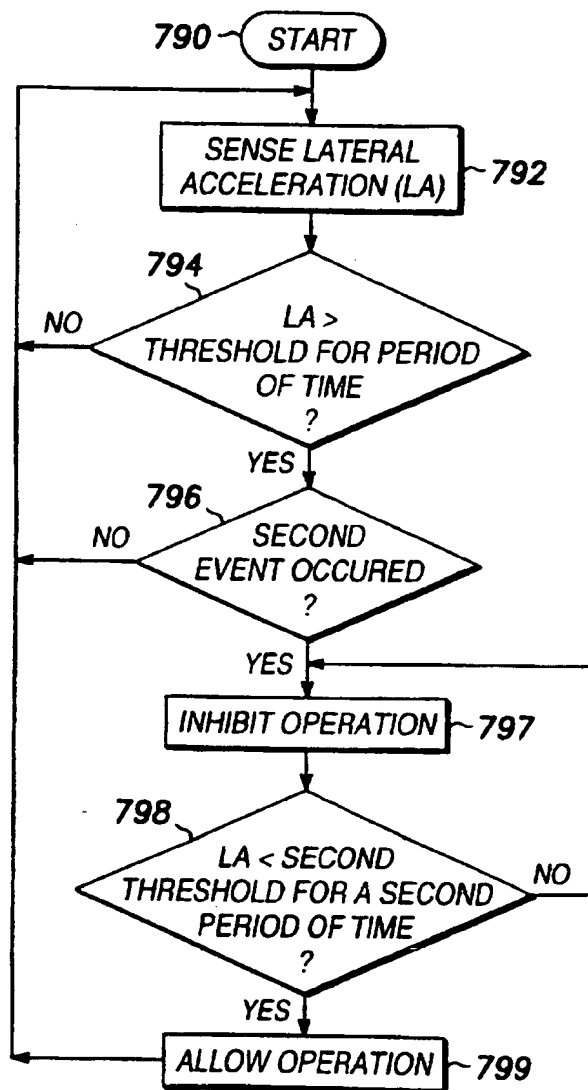 790
START
SENSE LATERAL
ACCELERATION (LA)
792
794
LA >
THRESHOLD FOR PERIOD
OF TIME
?
NO
YES
796
SECOND
EVENT OCCURED
?
NO
YES
INHIBIT OPERATION
797
798
LA < SECOND
THRESHOLD FOR A SECOND
PERIOD OF TIME
?
NO
YES
ALLOW OPERATION
799